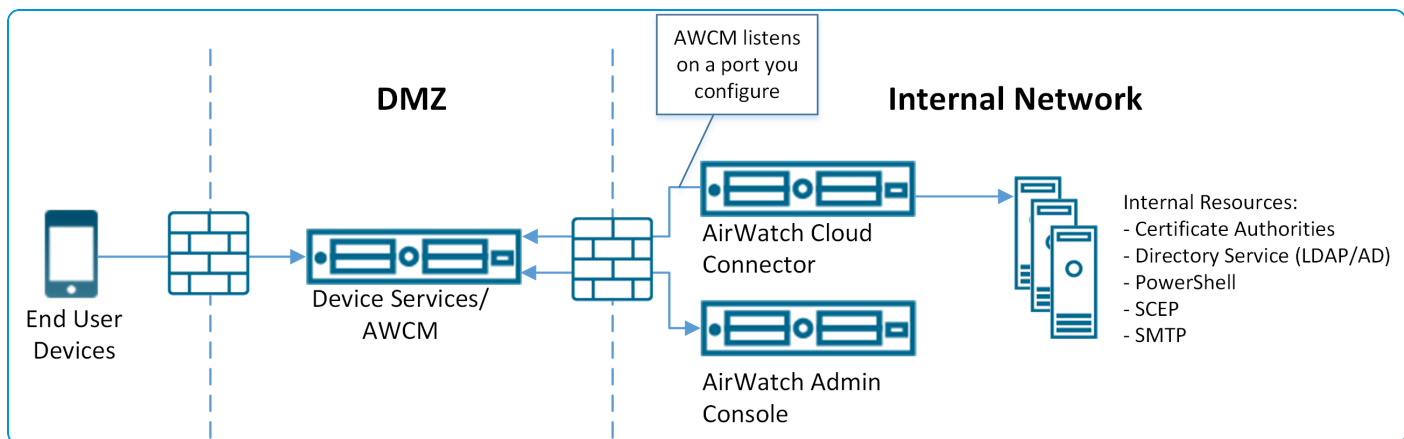 AWCM listens
on a port you
configure
DMZ
Internal Network
End User
Devices
Device Services/
AWCM
AirWatch Cloud
Connector
AirWatch Admin
Console
Internal Resources:
- Certificate Authorities
- Directory Service (LDAP/AD)
- PowerShell
- SCEP
- SMTP